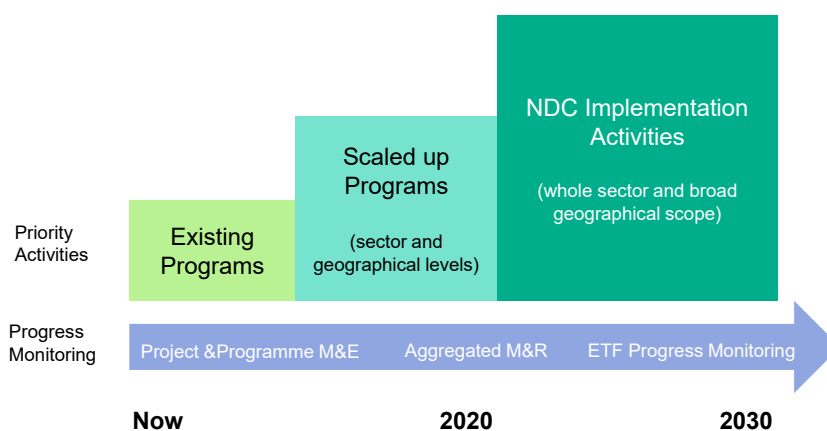 NDC Implementation
Activities
(whole sector and broad
geographical scope)
Scaled up
Programs
(sector and
geographical levels)
Existing
Programs
Priority
Activities
Progress
Monitoring
Project &Programme M&E
Aggregated M&R
ETF Progress Monitoring
Now
2020
2030